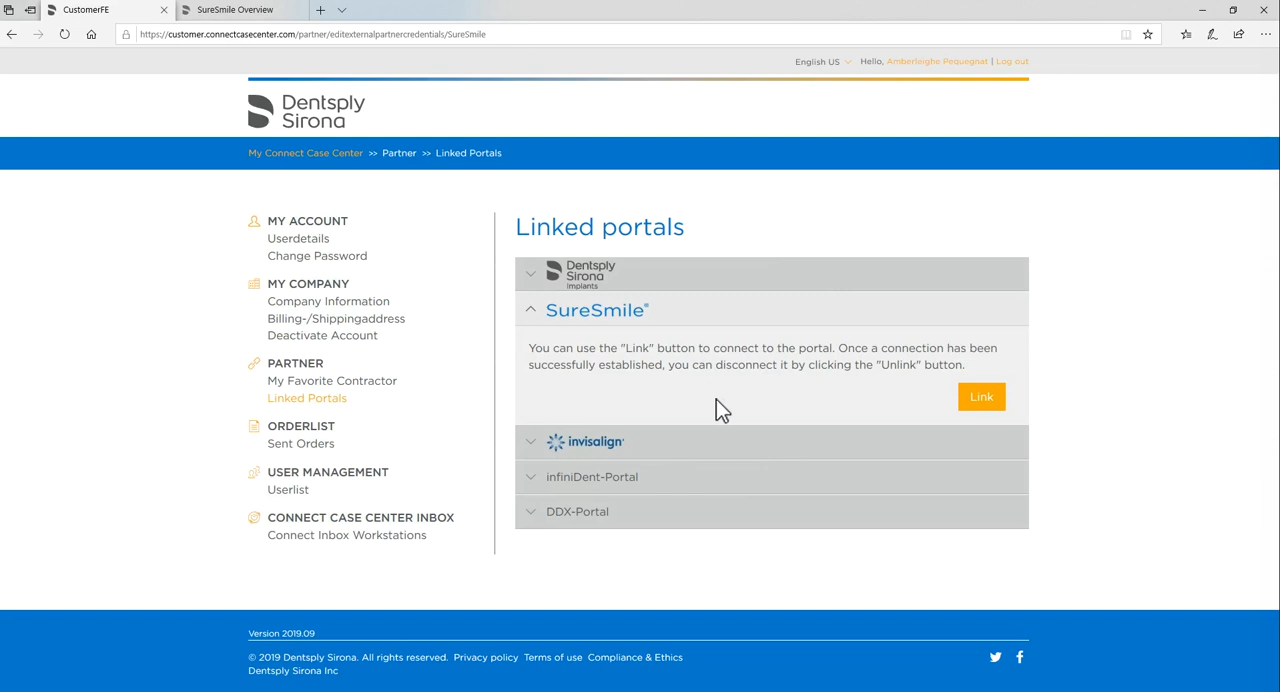 CustomerFE
SureSmile Overview
https://customer.connectcasecenter.com/partner/editexternalpartnercredentials/SureSmile
English US Hello, Amberleighe Pequegnat | Log out
Dentsply
Sirona
My Connect Case Center >> Partner >> Linked Portals
MY ACCOUNT
Userdetails
Change Password
MY COMPANY
Company Information
Billing-/Shippingaddress
Deactivate Account
PARTNER
My Favorite Contractor
Linked Portals
ORDERLIST
Sent Orders
USER MANAGEMENT
Userlist
CONNECT CASE CENTER INBOX
Connect Inbox Workstations
Linked portals
Dentsply
Sirona
Implants
SureSmile®
You can use the "Link" button to connect to the portal. Once a connection has been
successfully established, you can disconnect it by clicking the "Unlink" button.
Link
invisalign
infiniDent-Portal
DDX-Portal
Version 2019.09
© 2019 Dentsply Sirona. All rights reserved. Privacy policy Terms of use Compliance & Ethics
Dentsply Sirona Inc